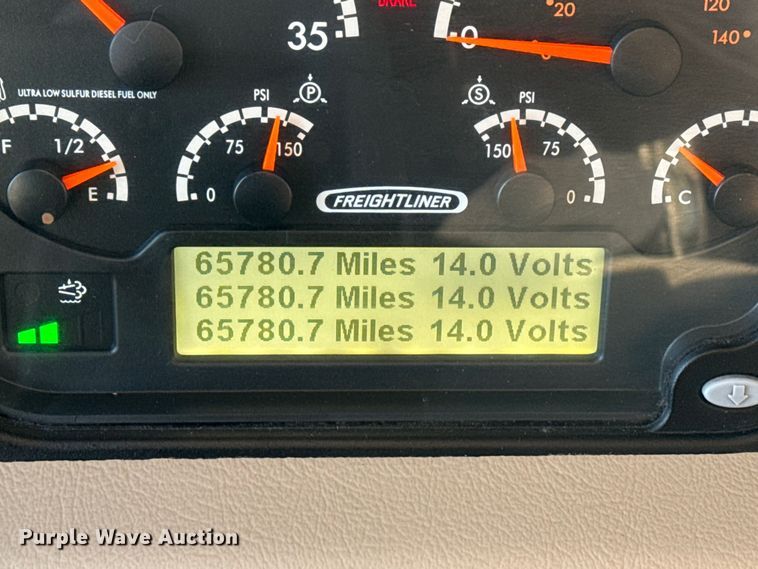 BRAKE
35
0
20
120
140
ULTRA LOW SULFUR DIESEL FUEL ONLY
PSI
P
S
PSI
F 1/2 E
0 75 150
150 75 0
C
FREIGHTLINER
65780.7 Miles 14.0 Volts
65780.7 Miles 14.0 Volts
65780.7 Miles 14.0 Volts
Purple Wave Auction